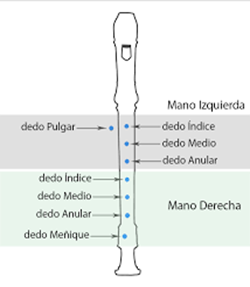 Mano Izquierda
dedo Pulgar
dedo Índice
dedo Medio
dedo Anular
dedo Índice
dedo Medio
dedo Anular
dedo Meñique
Mano Derecha